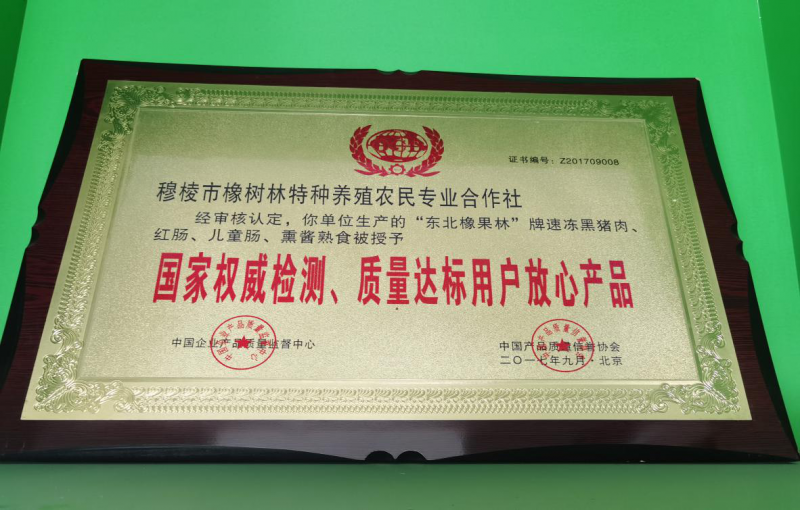 证书编号：Z201709008
穆棱市橡树林特种养殖农民专业合作社
经审核认定，你单位生产的“东北橡果林”牌速冻黑猪肉、
红肠、儿童肠、熏酱熟食被授予
国家权威检测、质量达标用户放心产品
中国企业产品质量监督中心
中国产品质量信誉协会
二〇一七年九月·北京